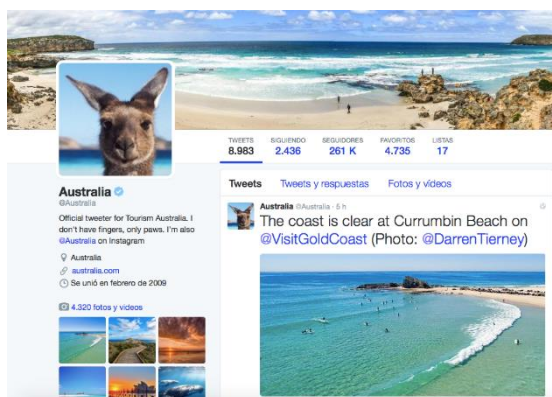 TWEETS SIGUIENDO SEGUIDORES FAVORITOS LISTAS
8.983 2.436 261 K 4.735 17
Australia
@Australia
Official tweeter for Tourism Australia. I
don't have fingers, only paws. I'm also
@Australia on Instagram
Australia
australia.com
Se unió en febrero de 2009
4.320 fotos y videos
Tweets Tweets y respuestas Fotos y vídeos
Australia @Australia · 5 h
The coast is clear at Currumbin Beach on
@VisitGoldCoast (Photo: @DarrenTierney)